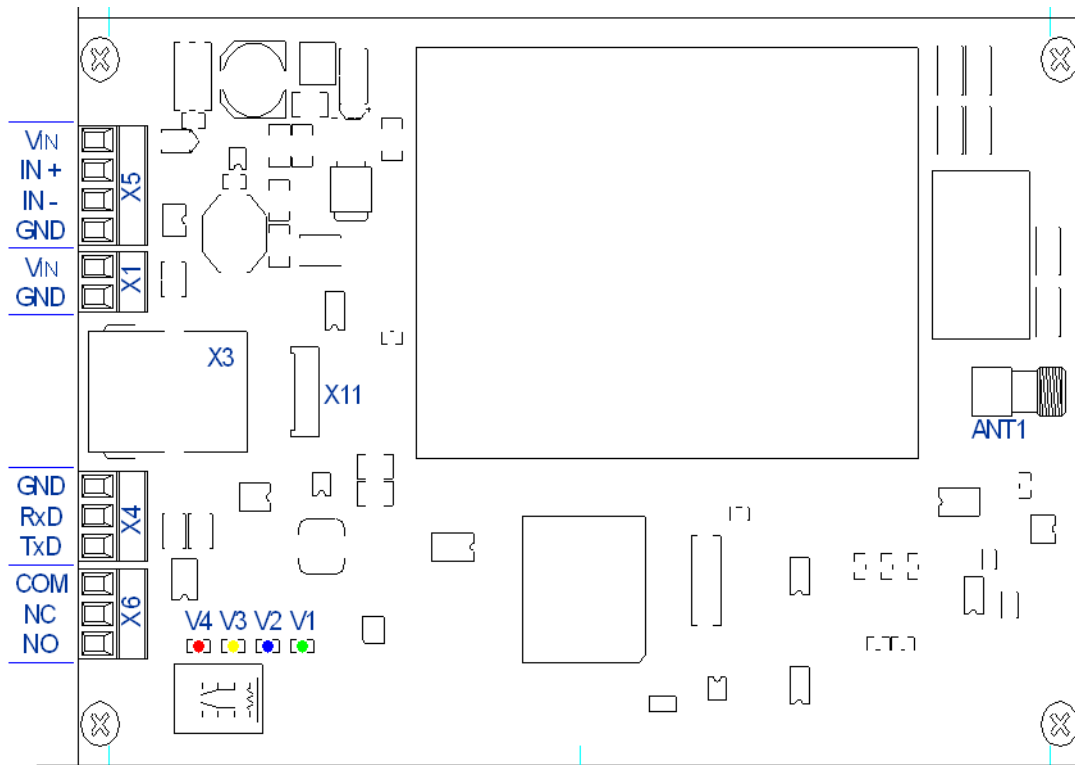 VIN
IN +
IN -
GND
X5
VIN
GND
X1
X3
X11
ANT1
GND
RxD
TxD
X4
COM
NC
NO
X6
V4 V3 V2 V1